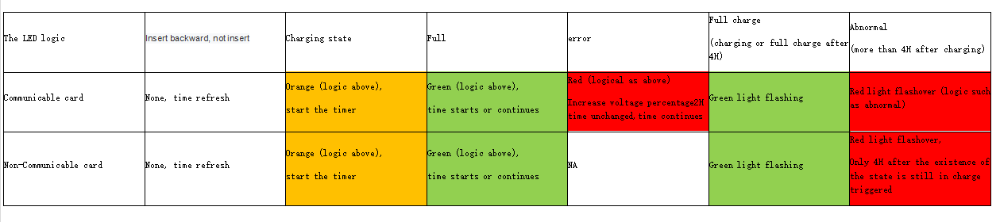 The LED logic
Insert backward, not insert
Charging state
Full
error
Full charge
(charging or full charge after
4H)
Abnormal
(more than 4H after charging)
Communicable card
None, time refresh
Orange (logic above),
start the timer
Green (logic above),
time starts or continues
Red (logical as above)
Increase voltage percentage2H
time unchanged,time continues
Green light flashing
Red light flashover (logic such
as abnormal)
Non-Communicable card
None, time refresh
Orange (logic above),
start the timer
Green (logic above),
time starts or continues
NA
Green light flashing
Red light flashover,
Only 4H after the existence of
the state is still in charge
triggered